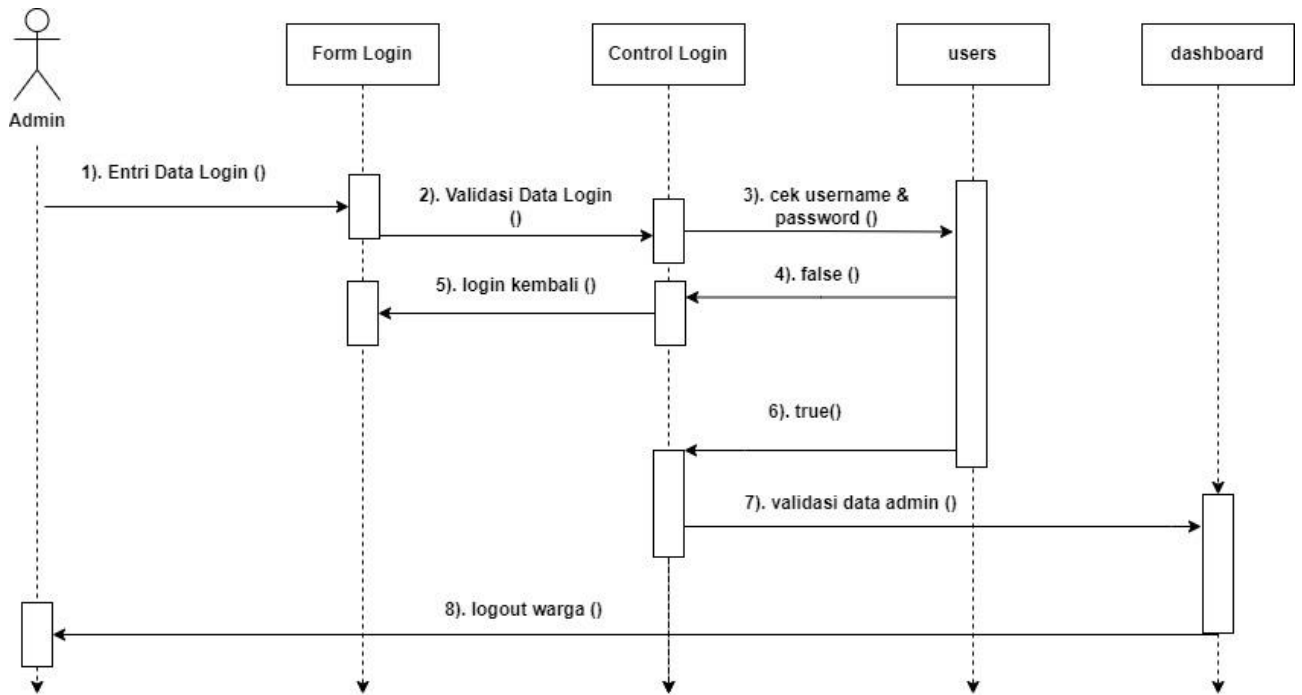 Form Login
Control Login
users
dashboard
Admin
1). Entri Data Login ()
2). Validasi Data Login
()
3). cek username &
password ()
4). false ()
5). login kembali ()
6). true()
7). validasi data admin ()
8). logout warga ()